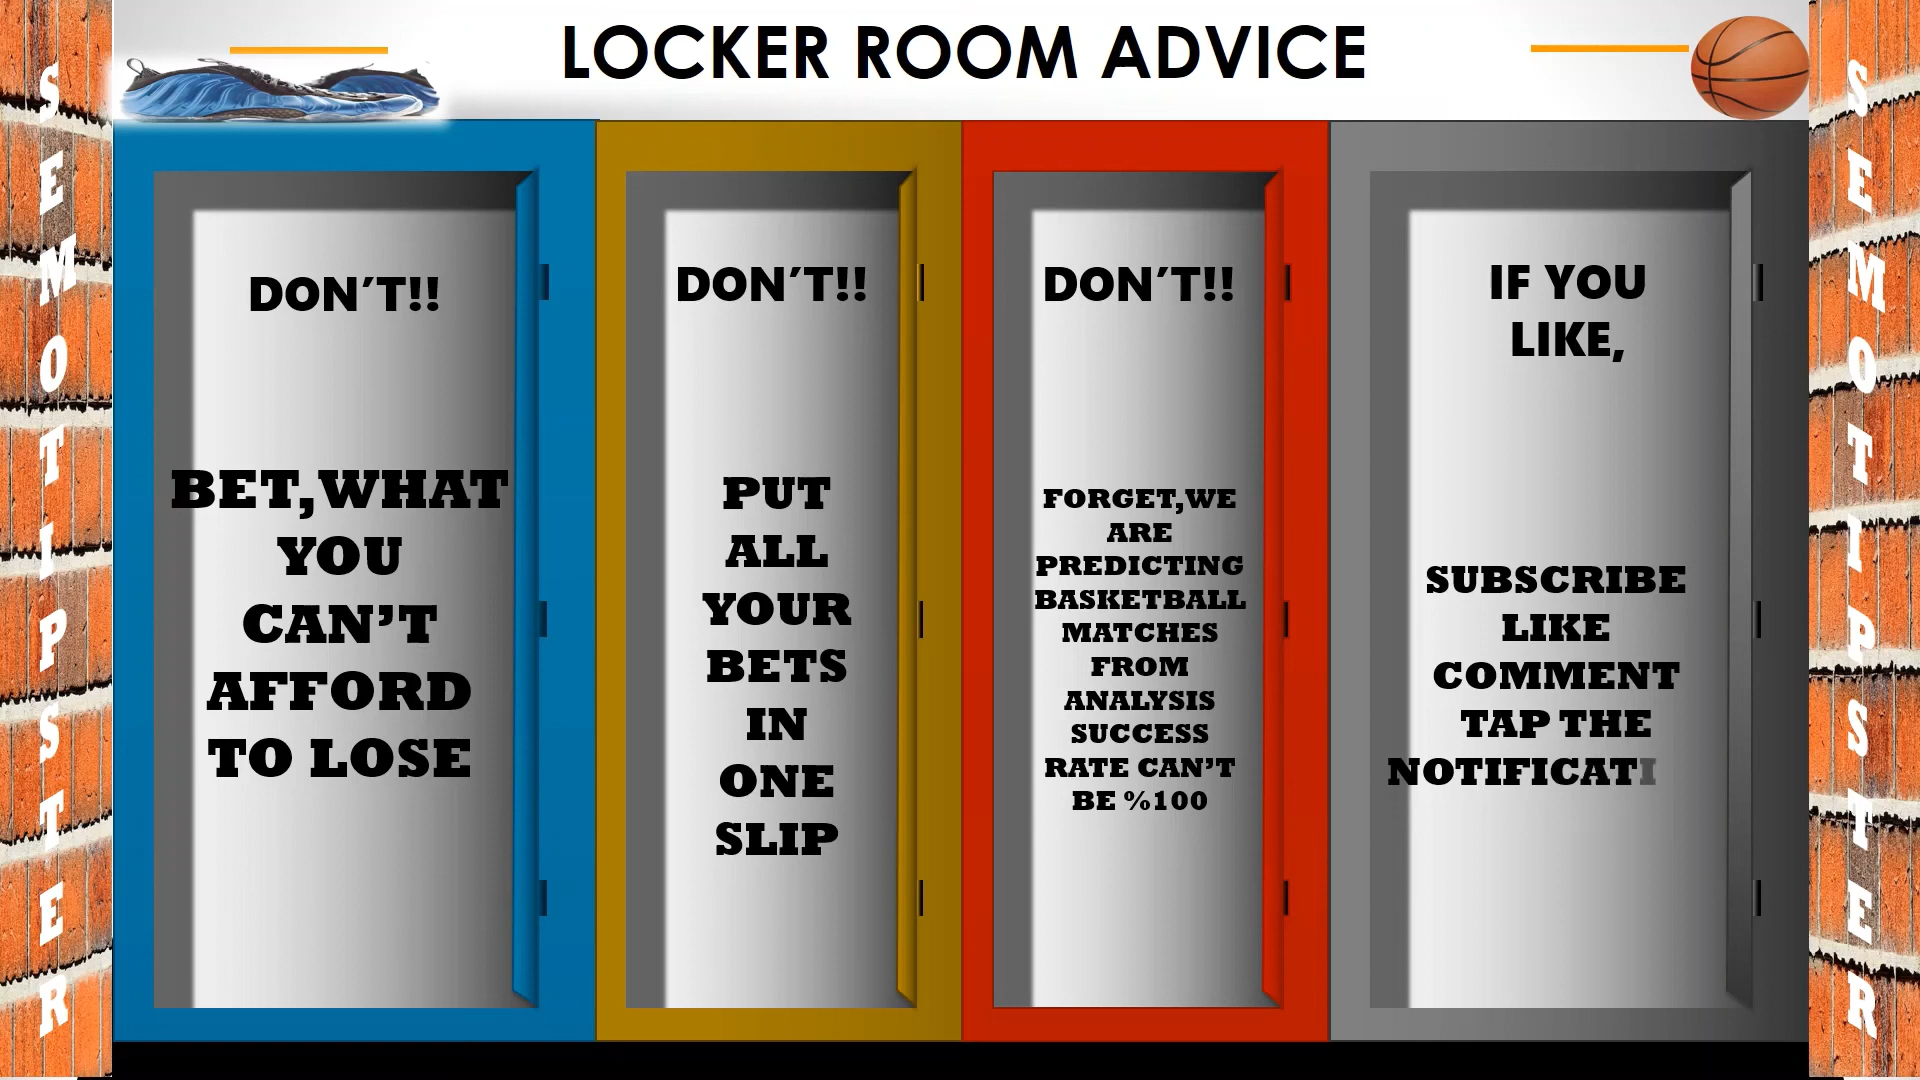 LOCKER ROOM ADVICE
SEMOTIPSTER
DON'T!!
BET,WHAT
YOU
CAN'T
AFFORD
TO LOSE
DON'T!!
PUT
ALL
YOUR
BETS
IN
ONE
SLIP
DON'T!!
FORGET,WE
ARE
PREDICTING
BASKETBALL
MATCHES
FROM
ANALYSIS
SUCCESS
RATE CAN'T
BE %100
IF YOU
LIKE,
SUBSCRIBE
LIKE
COMMENT
TAP THE
NOTIFICATI
SEMOTIPSTER